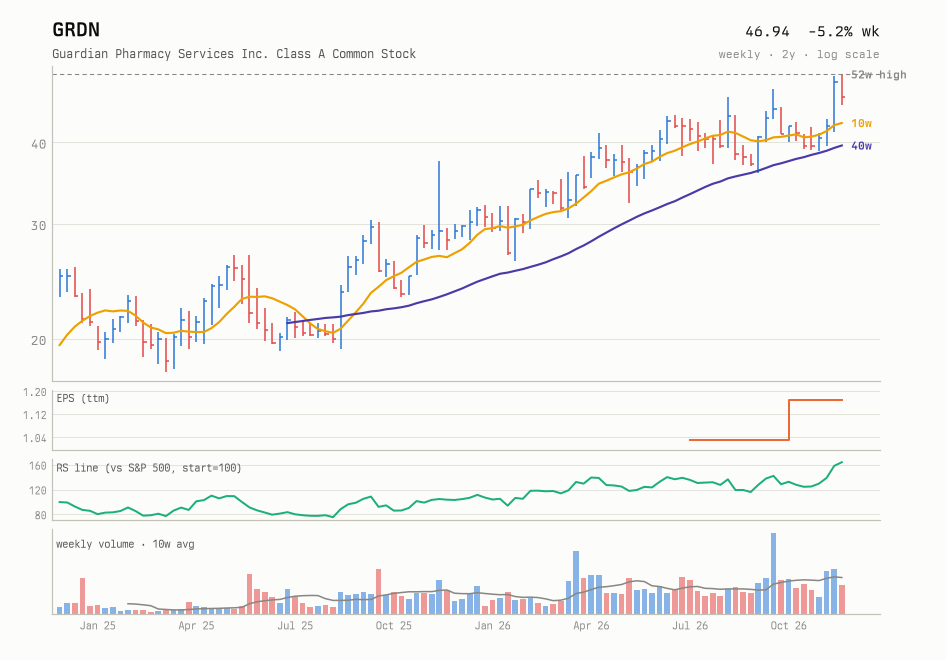 GRDN
46.94 -5.2% wk
Guardian Pharmacy Services Inc. Class A Common Stock
weekly · 2y · log scale
52w high
10w
40w
40
30
20
1.20
1.12
1.04
EPS (ttm)
160
120
80
RS line (vs S&P 500, start=100)
weekly volume · 10w avg
Jan 25 Apr 25 Jul 25 Oct 25 Jan 26 Apr 26 Jul 26 Oct 26